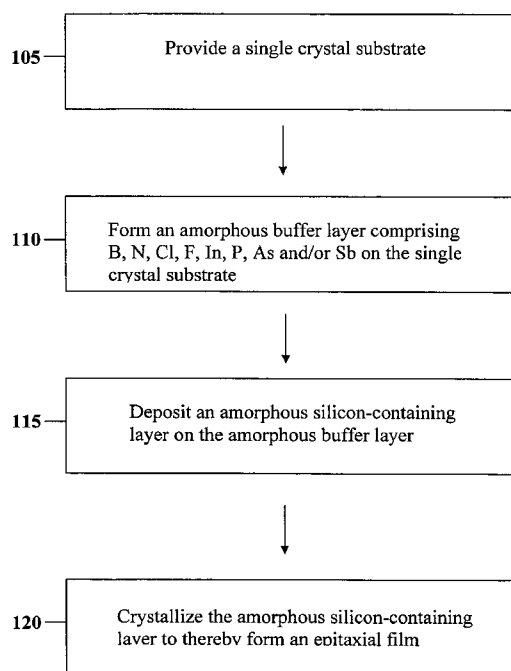 105
Provide a single crystal substrate
110
Form an amorphous buffer layer comprising
B, N, Cl, F, In, P, As and/or Sb on the single
crystal substrate
115
Deposit an amorphous silicon-containing
layer on the amorphous buffer layer
120
Crystallize the amorphous silicon-containing
layer to thereby form an epitaxial film